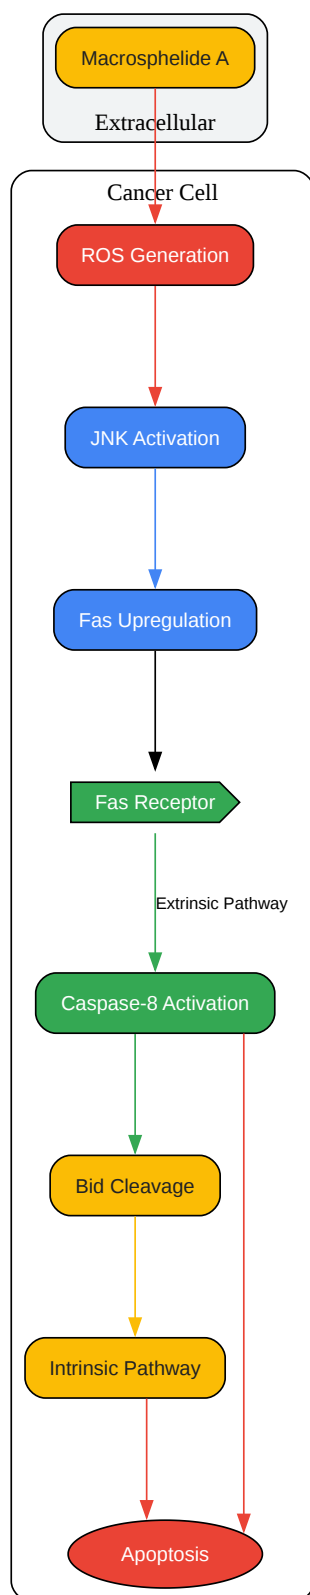 Macrosphelide A
Extracellular
Cancer Cell
ROS Generation
JNK Activation
Fas Upregulation
Fas Receptor
Extrinsic Pathway
Caspase-8 Activation
Bid Cleavage
Intrinsic Pathway
Apoptosis